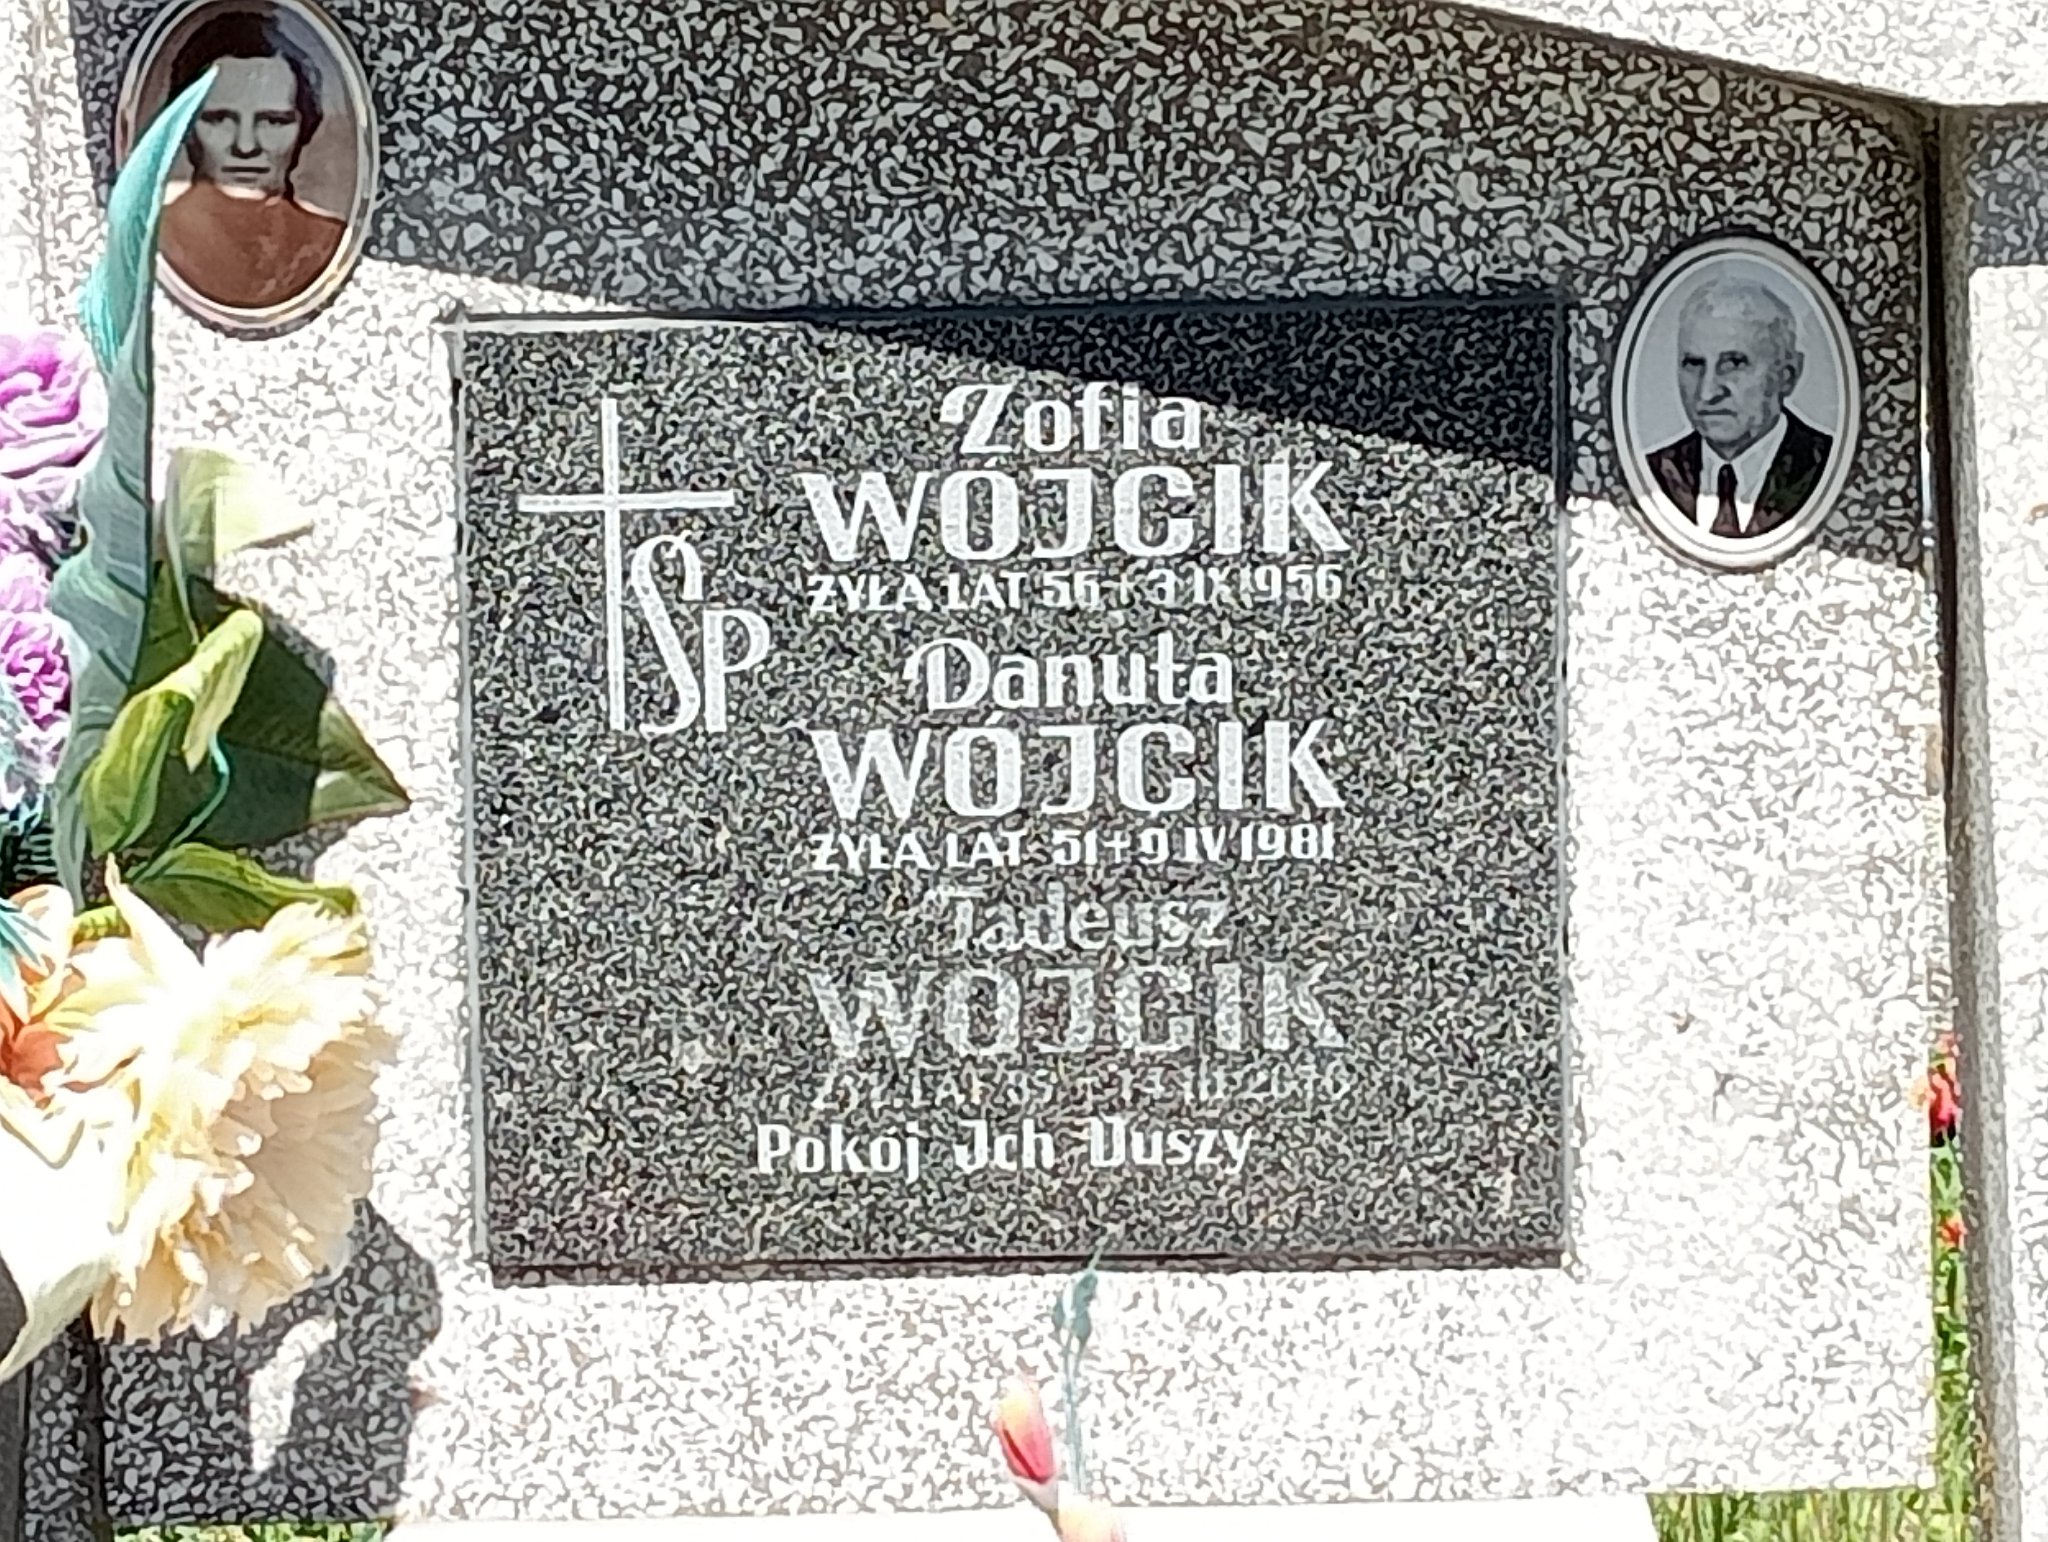 ŚP
Zofia
WÓJCIK
ŻYŁA LAT 56 + 3 IX 1956
Danuta
WÓJCIK
ŻYŁA LAT 51 + 9 IV 1981
Tadeusz
WÓJCIK
LAT
Pokój Ich Duszy